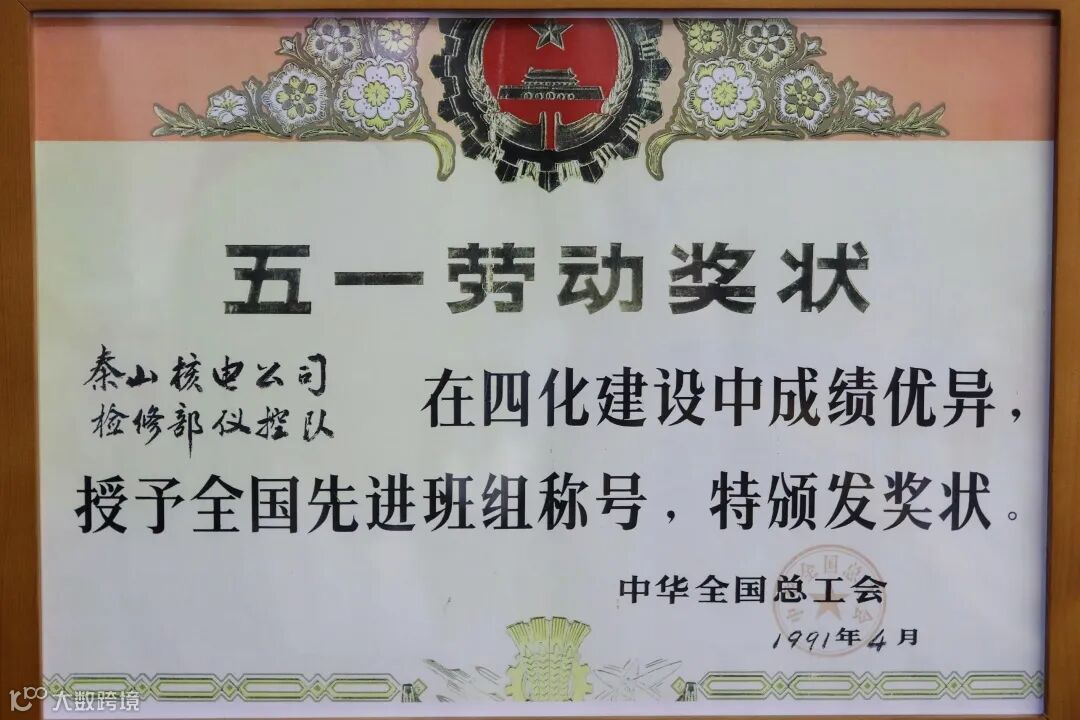 五一劳动奖状
秦山核电公司
检修部仪控队
在四化建设中成绩优异，
授予全国先进班组称号，特颁发奖状。
中华全国总工会
1991年4月
大数跨境